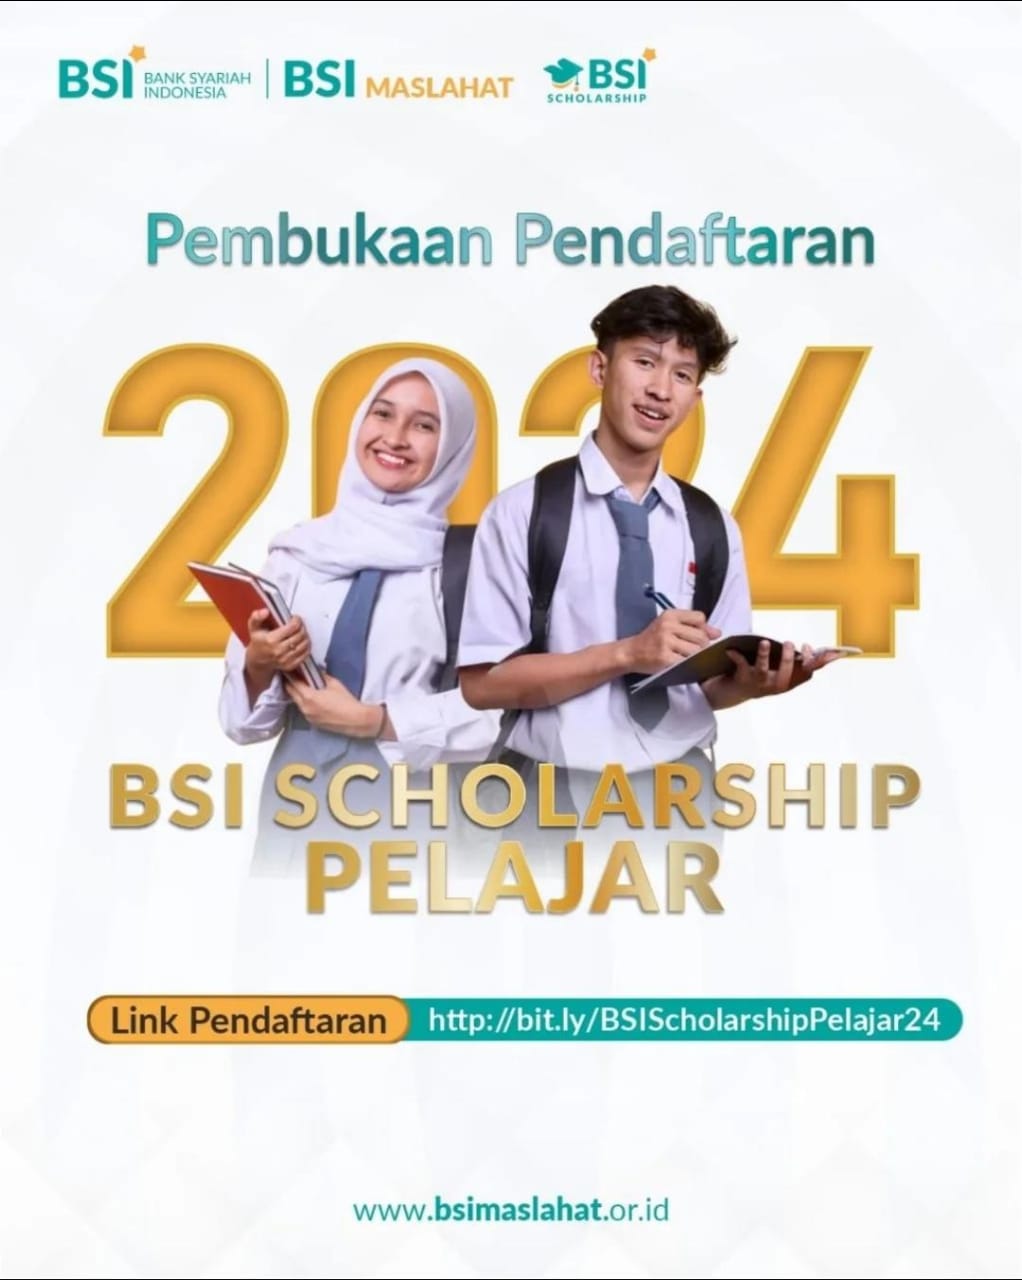 BSI BANK SYARIAH INDONESIA
BSI MASLAHAT
BSI SCHOLARSHIP
Pembukaan Pendaftaran
2024
BSI SCHOLARSHIP
PELAJAR
Link Pendaftaran http://bit.ly/BSIScholarshipPelajar24
www.bsimaslahat.or.id